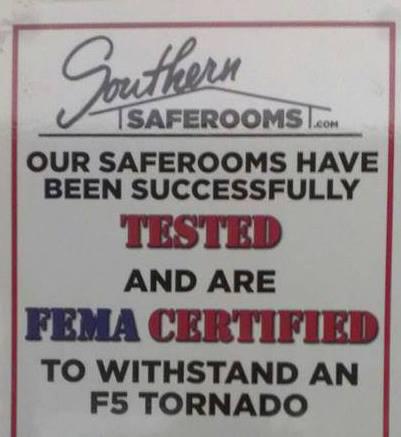 Southern
SAFEROOMS.COM
OUR SAFEROOMS HAVE
BEEN SUCCESSFULLY
TESTED
AND ARE
FEMA CERTIFIED
TO WITHSTAND AN
F5 TORNADO